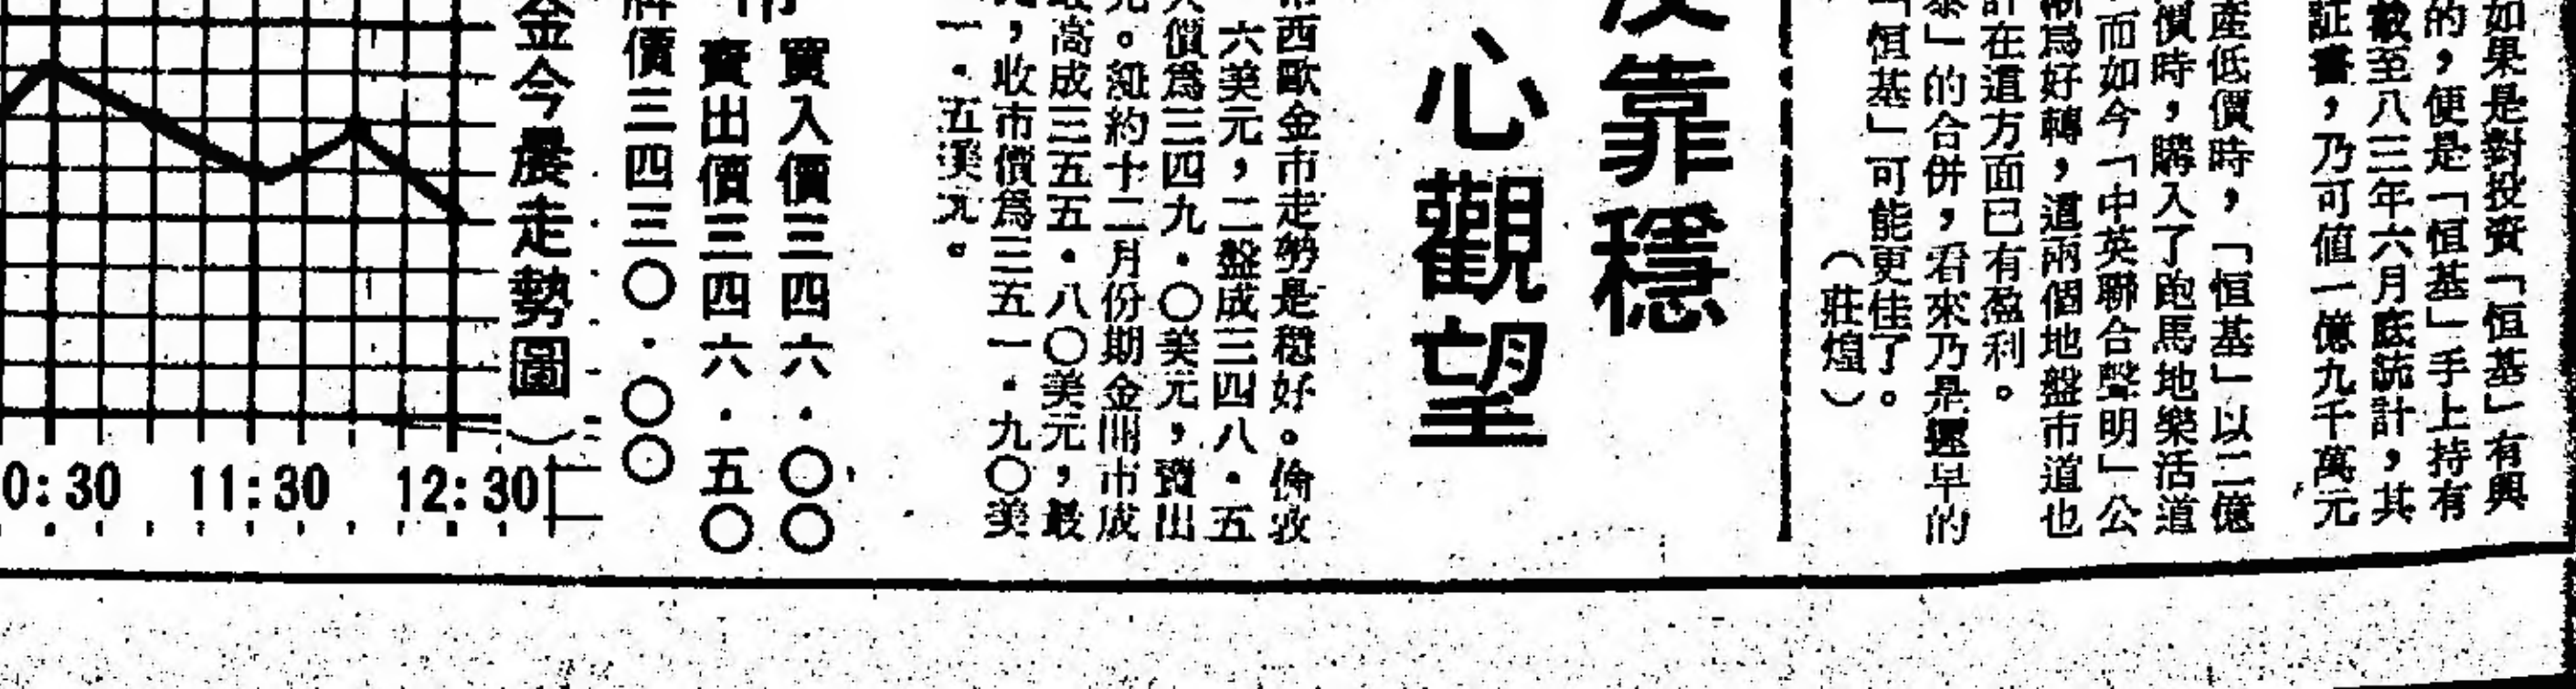 如果是對投資「恒基」有興
的,便是「恒基」手上持有
截至八三年六月底統計,其
証書,乃可値一億九千萬元
產低價時,「恒基」以二億
價時,購入了跑馬地樂活道
而如今「中英聯合聲明」公
漸爲好轉,這兩個地盤市道也
計在這方面已有盈利。
泰」的合併,看來乃是遲早的
「恒基」可能更佳了。
(莊煌)
靠穩
心觀望
市西歐金市走勢是穩好。倫敦
六美元,二盤成三四八.五
入價爲三四九.〇美元,賣出
元。紐約十二月份期金開市成
最高成三五五.八〇美元,最
,收市價爲三五一.九〇美
一.五美元。
買入價三四六.〇〇
賣出價三四六.五〇
牌價三四三〇.〇〇
金今晨走勢圖)
0:30 11:30 12:30